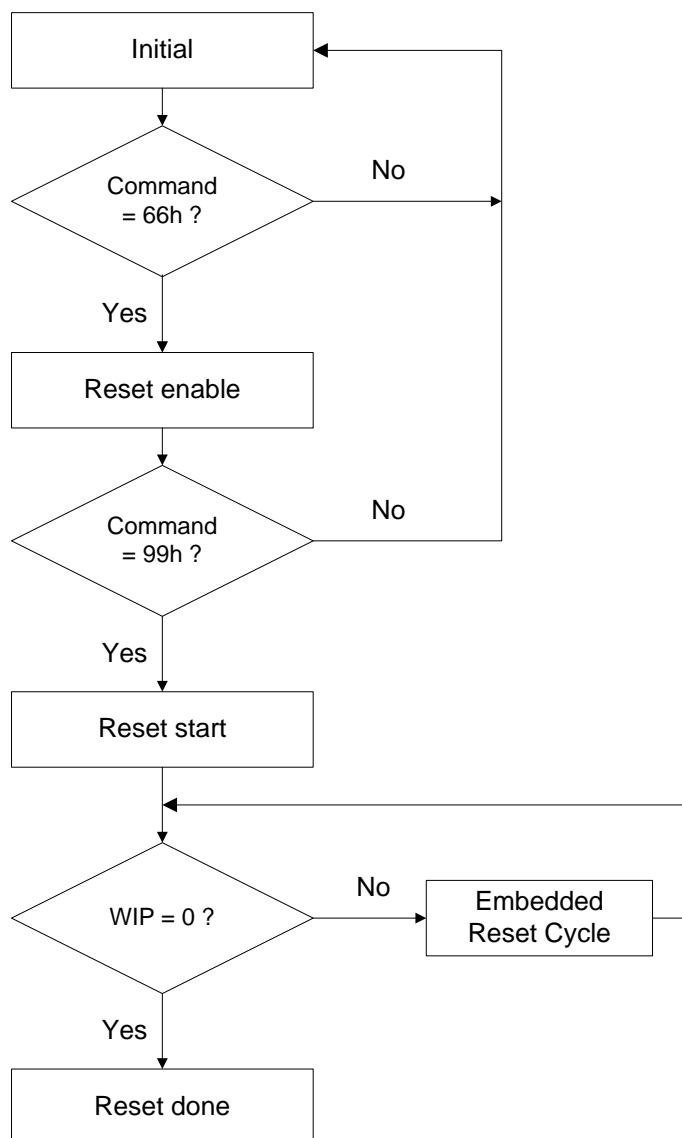 Initial
Command
= 66h ?
No
Yes
Reset enable
Command
= 99h ?
No
Yes
Reset start
WIP = 0 ?
No
Embedded
Reset Cycle
Yes
Reset done